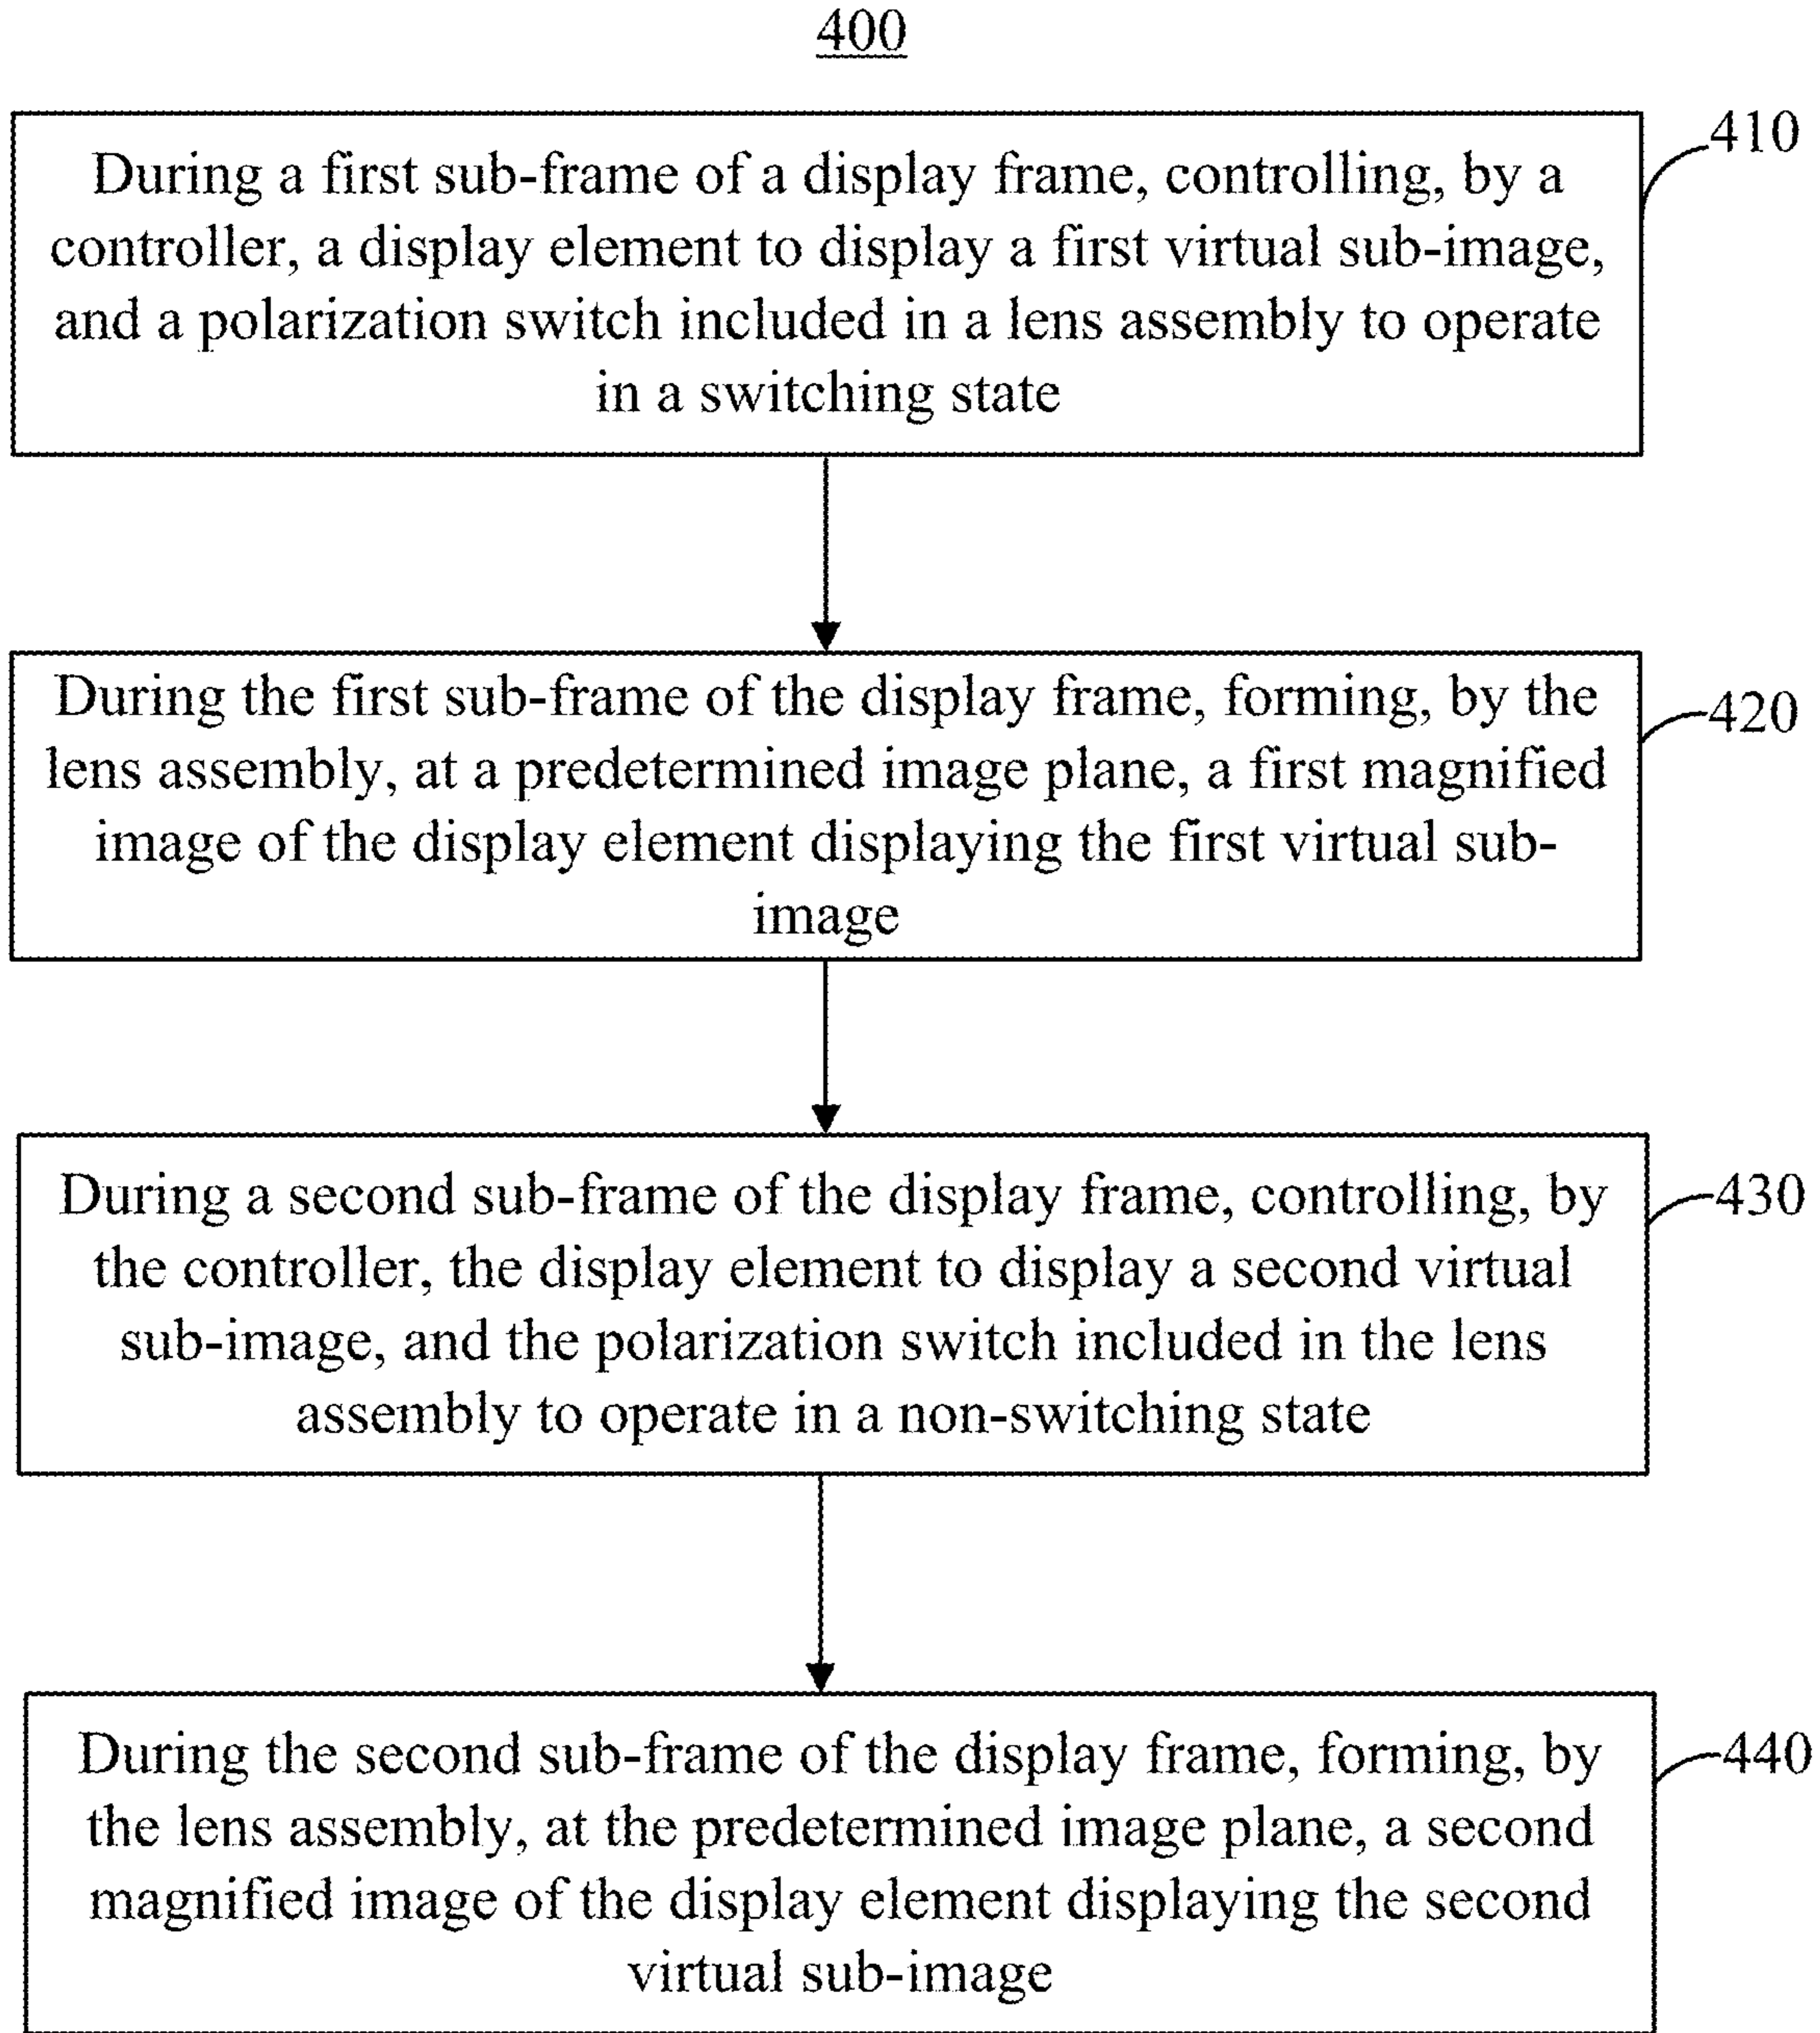 400
410
During a first sub-frame of a display frame, controlling, by a
controller, a display element to display a first virtual sub-image,
and a polarization switch included in a lens assembly to operate
in a switching state
420
During the first sub-frame of the display frame, forming, by the
lens assembly, at a predetermined image plane, a first magnified
image of the display element displaying the first virtual sub-
image
430
During a second sub-frame of the display frame, controlling, by
the controller, the display element to display a second virtual
sub-image, and the polarization switch included in the lens
assembly to operate in a non-switching state
440
During the second sub-frame of the display frame, forming, by
the lens assembly, at the predetermined image plane, a second
magnified image of the display element displaying the second
virtual sub-image